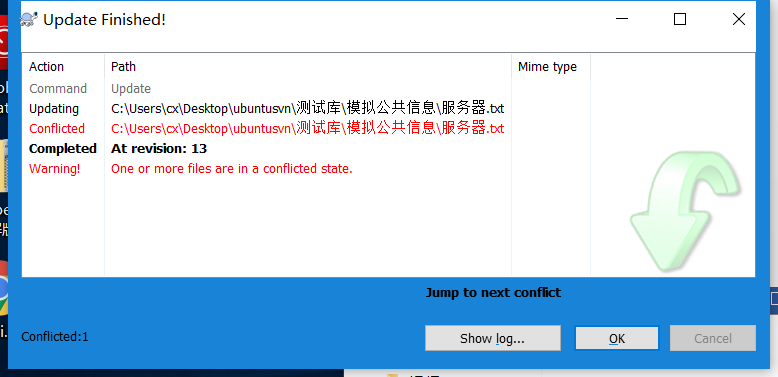 Update Finished!
Action Path Mime type
Command Update
Updating C:\Users\cx\Desktop\ubuntusvn\测试库\模拟公共信息\服务器.txt
Conflicted C:\Users\cx\Desktop\ubuntusvn\测试库\模拟公共信息\服务器.txt
Completed At revision: 13
Warning! One or more files are in a conflicted state.
Jump to next conflict
Conflicted:1
Show log... OK Cancel